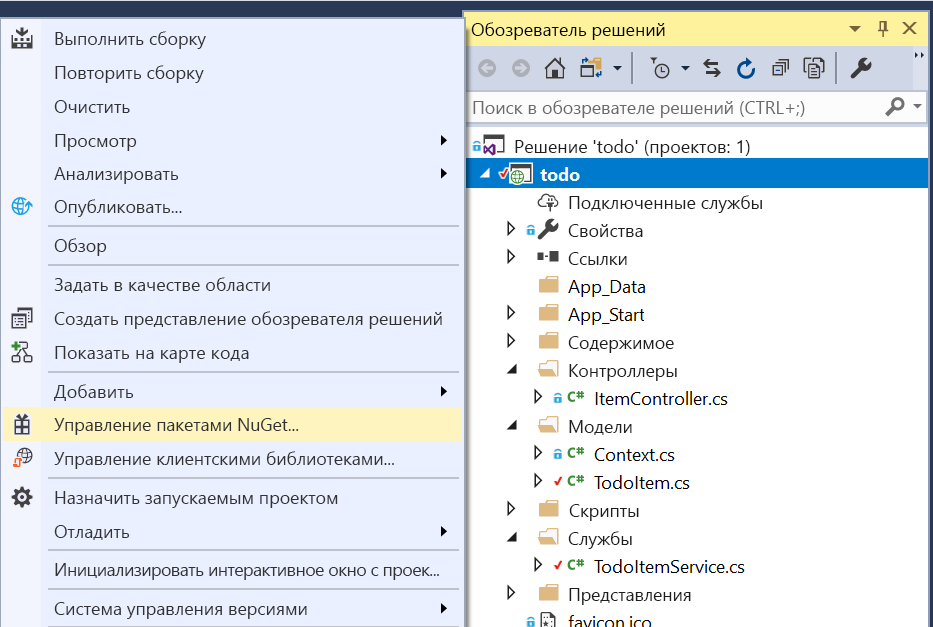 Выполнить сборку
Повторить сборку
Очистить
Просмотр
Анализировать
Опубликовать...
Обзор
Задать в качестве области
Создать представление обозревателя решений
Показать на карте кода
Добавить
Управление пакетами NuGet...
Управление клиентскими библиотеками...
Назначить запускаемым проектом
Отладить
Инициализировать интерактивное окно с проек...
Система управления версиями
Обозреватель решений
Поиск в обозревателе решений (CTRL+;)
Решение 'todo' (проектов: 1)
todo
Подключенные службы
Свойства
Ссылки
App_Data
App_Start
Содержимое
Контроллеры
C# ItemController.cs
Модели
C# Context.cs
C# TodoItem.cs
Скрипты
Службы
C# TodoItemService.cs
Представления
favicon.ico